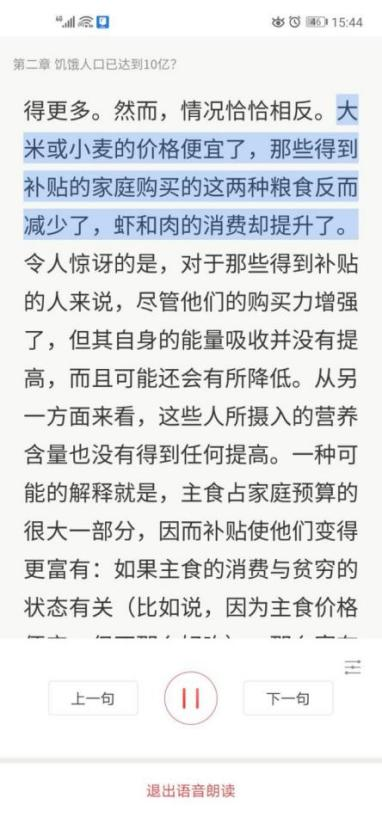 46 15:44
第二章 饥饿人口已达到10亿？
得更多。然而，情况恰恰相反。大
米或小麦的价格便宜了，那些得到
补贴的家庭购买的这两种粮食反而
减少了，虾和肉的消费却提升了。
令人惊讶的是，对于那些得到补贴
的人来说，尽管他们的购买力增强
了，但其自身的能量吸收并没有提
高，而且可能还会有所降低。从另
一方面来看，这些人所摄入的营养
含量也没有得到任何提高。一种可
能的解释就是，主食占家庭预算的
很大一部分，因而补贴使他们变得
更富有：如果主食的消费与贫穷的
状态有关（比如说，因为主食价格
上一句
下一句
退出语音朗读